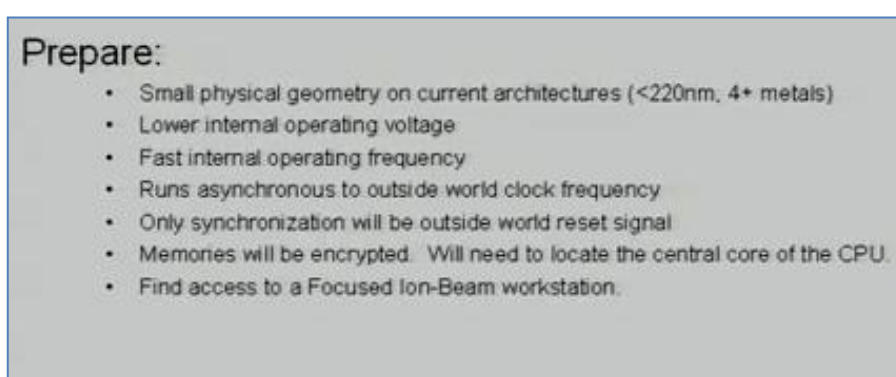 Prepare:
• Small physical geometry on current architectures (<220nm, 4+ metals)
• Lower internal operating voltage
• Fast internal operating frequency
• Runs asynchronous to outside world clock frequency
• Only synchronization will be outside world reset signal
• Memories will be encrypted. Will need to locate the central core of the CPU.
• Find access to a Focused Ion-Beam workstation.